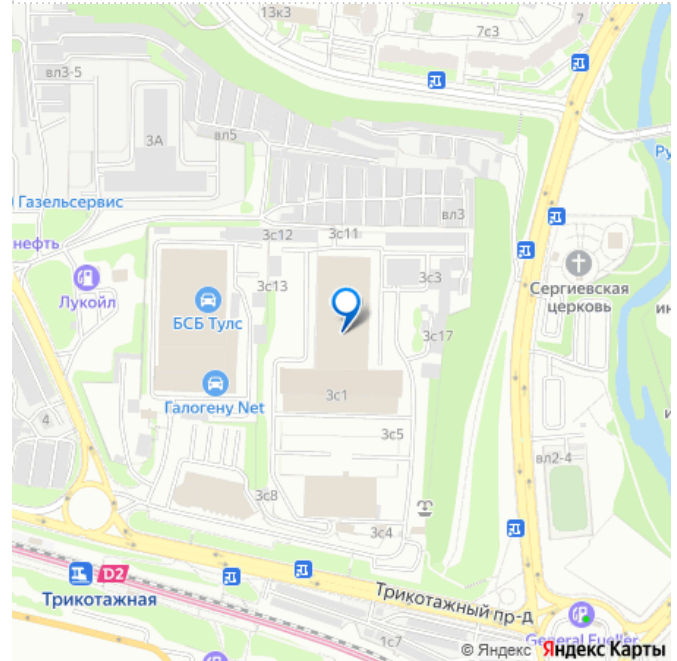 13к3
7с3
7
вл3-5
3А
вл5
Ру
Газельсервис
вл3
3с12
3с11
нефть
3с3
Сергиевская
церковь
ин
3с13
Лукойл
БСБ Тулс
3с17
Галогену Net
3с1
4
и
3с5
вл2-4
3с8
3с4
D2
Трикотажная
Трикотажный пр-д
1с7
General Fueller
© Яндекс Яндекс Карты